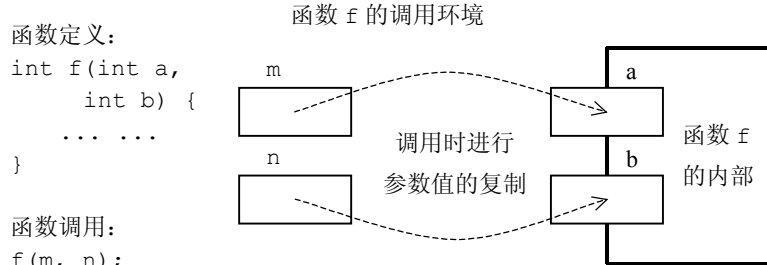 函数 f 的调用环境
函数定义:
int f(int a,
int b) {
... ...
}
函数调用:
f(m, n);
m
n
调用时进行
参数值的复制
a
b
函数 f
的内部